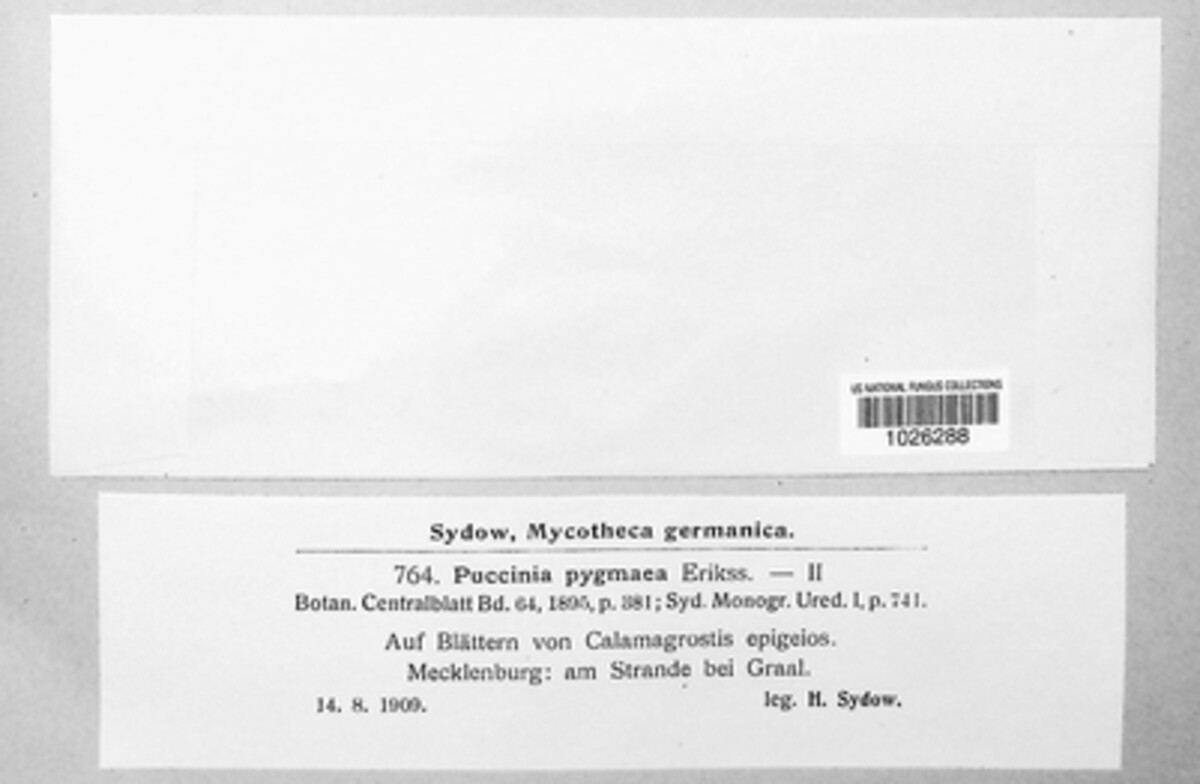 US NATIONAL FUNGUS COLLECTIONS
1026288
Sydow, Mycotheca germanica.
764. Puccinia pygmaea Erikss. — II
Botan. Centralblatt Bd. 64, 1895, p. 381; Syd. Monogr. Ured. I, p. 741.
Auf Blättern von Calamagrostis epigeios.
Mecklenburg: am Strande bei Graal.
14. 8. 1909. leg. H. Sydow.